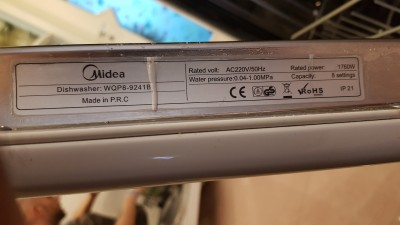 Midea
Dishwasher: WQP8-9241B
Made in P.R.C
Rated volt: AC220V/50Hz
Rated power: 1760W
Water pressure:0.04-1.00MPa
Capacity: 8 settings
CE
RoHS
IP 21